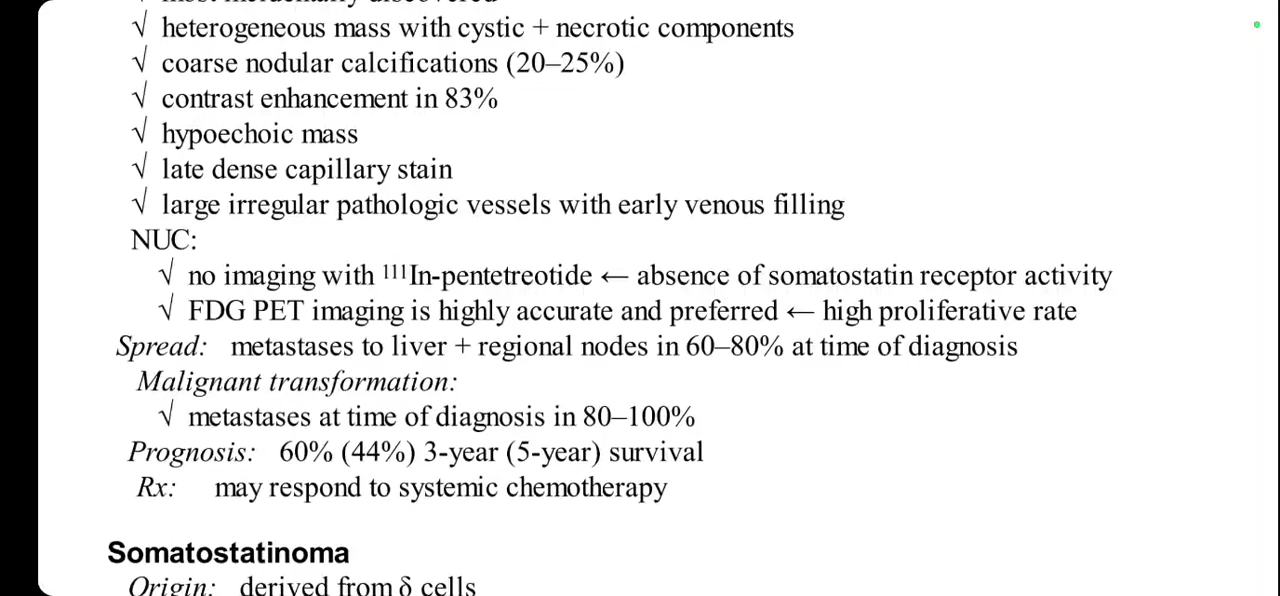 √ heterogeneous mass with cystic + necrotic components
√ coarse nodular calcifications (20–25%)
√ contrast enhancement in 83%
√ hypoechoic mass
√ late dense capillary stain
√ large irregular pathologic vessels with early venous filling
NUC:
√ no imaging with ¹¹¹In-pentetreotide ← absence of somatostatin receptor activity
√ FDG PET imaging is highly accurate and preferred ← high proliferative rate
Spread: metastases to liver + regional nodes in 60–80% at time of diagnosis
Malignant transformation:
√ metastases at time of diagnosis in 80–100%
Prognosis: 60% (44%) 3-year (5-year) survival
Rx: may respond to systemic chemotherapy
Somatostatinoma
Origin: derived from δ cells